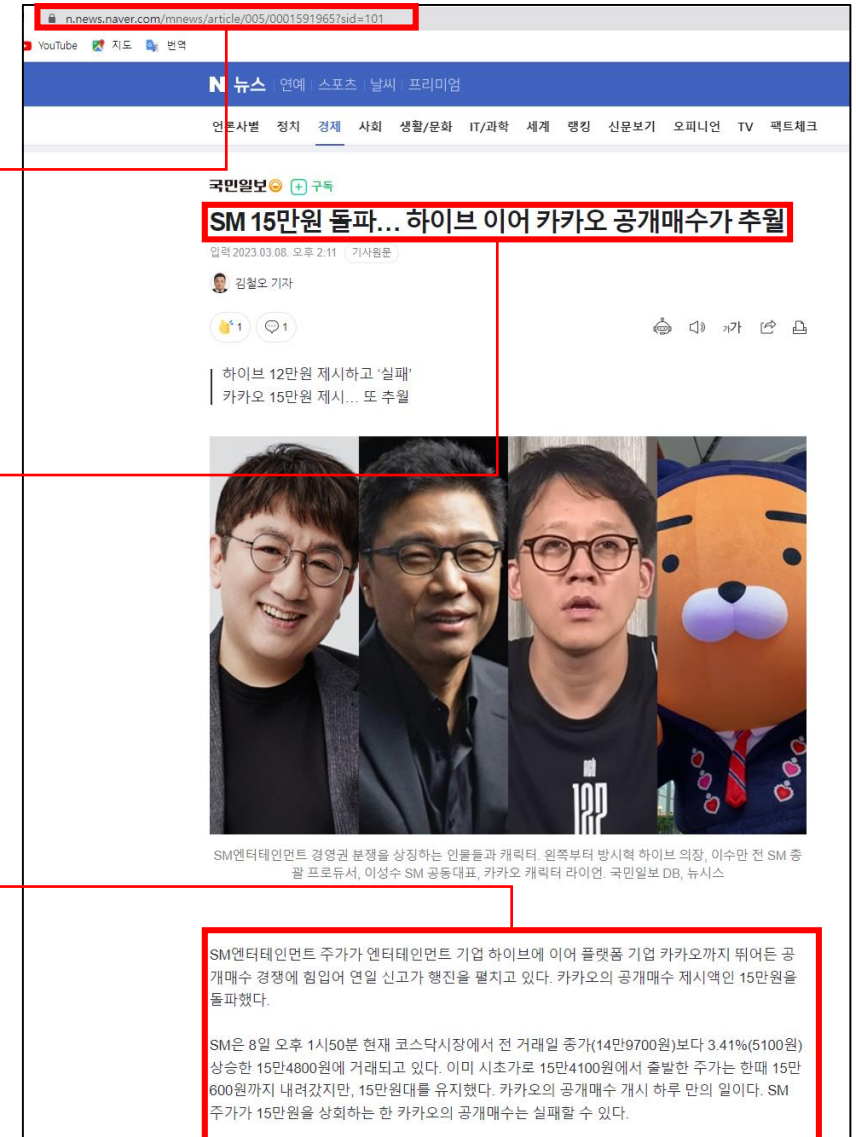 n.news.naver.com/mnews/article/005/0001591965?sid=101
YouTube 지도 번역
N 뉴스 연예 스포츠 날씨 프리미엄
언론사별 정치 경제 사회 생활/문화 IT/과학 세계 랭킹 신문보기 오피니언 TV 팩트체크
국민일보 구독
SM 15만원 돌파... 하이브 이어 카카오 공개매수가 추월
입력 2023.03.08. 오후 2:11 기사원문
김철오 기자
1 1 가가
하이브 12만원 제시하고 ‘실패’
카카오 15만원 제시… 또 추월
127
SM엔터테인먼트 경영권 분쟁을 상징하는 인물들과 캐릭터. 왼쪽부터 방시혁 하이브 의장, 이수만 전 SM 총
괄 프로듀서, 이성수 SM 공동대표, 카카오 캐릭터 라이언. 국민일보 DB, 뉴시스
SM엔터테인먼트 주가가 엔터테인먼트 기업 하이브에 이어 플랫폼 기업 카카오까지 뛰어든 공
개매수 경쟁에 힘입어 연일 신고가 행진을 펼치고 있다. 카카오의 공개매수 제시액인 15만원을
돌파했다.
SM은 8일 오후 1시50분 현재 코스닥시장에서 전 거래일 종가(14만9700원)보다 3.41%(5100원)
상승한 15만4800원에 거래되고 있다. 이미 시초가로 15만4100원에서 출발한 주가는 한때 15만
600원까지 내려갔지만, 15만원대를 유지했다. 카카오의 공개매수 개시 하루 만의 일이다. SM
주가가 15만원을 상회하는 한 카카오의 공개매수는 실패할 수 있다.